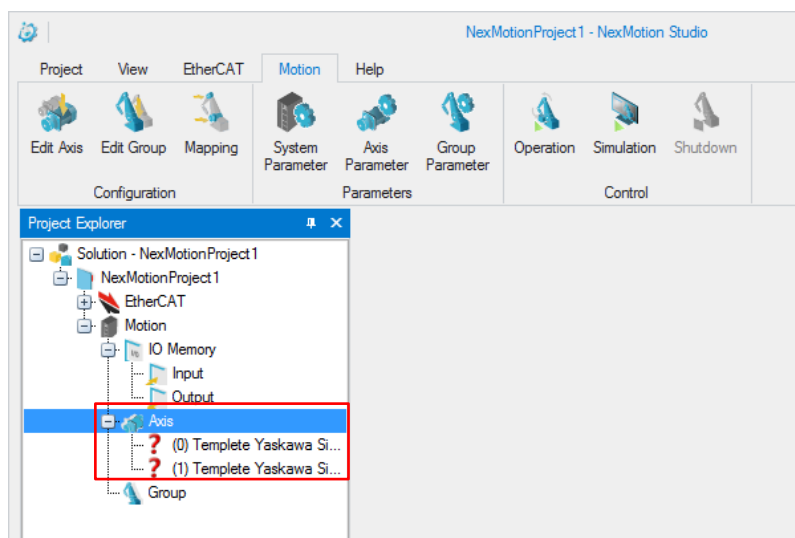 NexMotionProject1 - NexMotion Studio
Project View EtherCAT Motion Help
Edit Axis Edit Group Mapping System Parameter Axis Parameter Group Parameter Operation Simulation Shutdown
Configuration Parameters Control
Project Explorer
Solution - NexMotionProject1
NexMotionProject1
EtherCAT
Motion
I/O IO Memory
Input
Output
Axis
(0) Templete Yaskawa Si...
(1) Templete Yaskawa Si...
Group